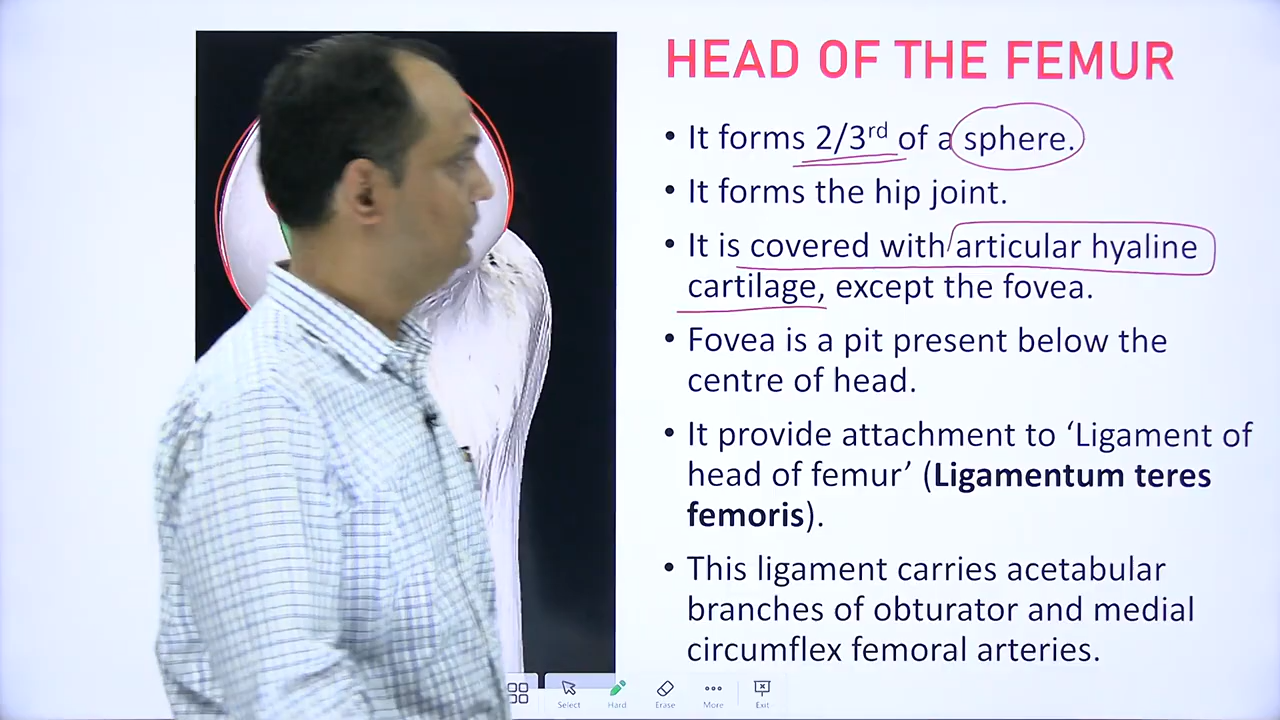 HEAD OF THE FEMUR
• It forms 2/3rd of a sphere.
• It forms the hip joint.
• It is covered with articular hyaline
cartilage, except the fovea.
• Fovea is a pit present below the
centre of head.
• It provide attachment to ‘Ligament of
head of femur’ (Ligamentum teres
femoris).
• This ligament carries acetabular
branches of obturator and medial
circumflex femoral arteries.
Select Hard Erase More Exit